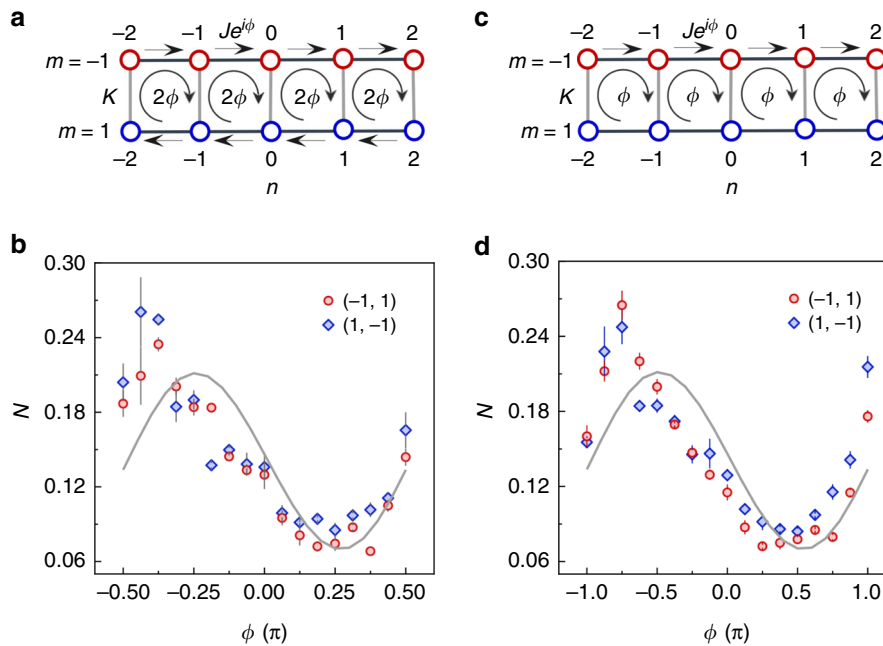 a
−2 −1 Je^{iϕ} 0 1 2
m = −1
K 2ϕ 2ϕ 2ϕ 2ϕ
m = 1
−2 −1 0 1 2
n
c
−2 −1 Je^{iϕ} 0 1 2
m = −1
K ϕ ϕ ϕ ϕ
m = 1
−2 −1 0 1 2
n
b
0.30
0.24
0.18
0.12
0.06
N
(−1, 1)
(1, −1)
−0.50 −0.25 0.00 0.25 0.50
ϕ (π)
d
0.30
0.24
0.18
0.12
0.06
N
(−1, 1)
(1, −1)
−1.0 −0.5 0.0 0.5 1.0
ϕ (π)